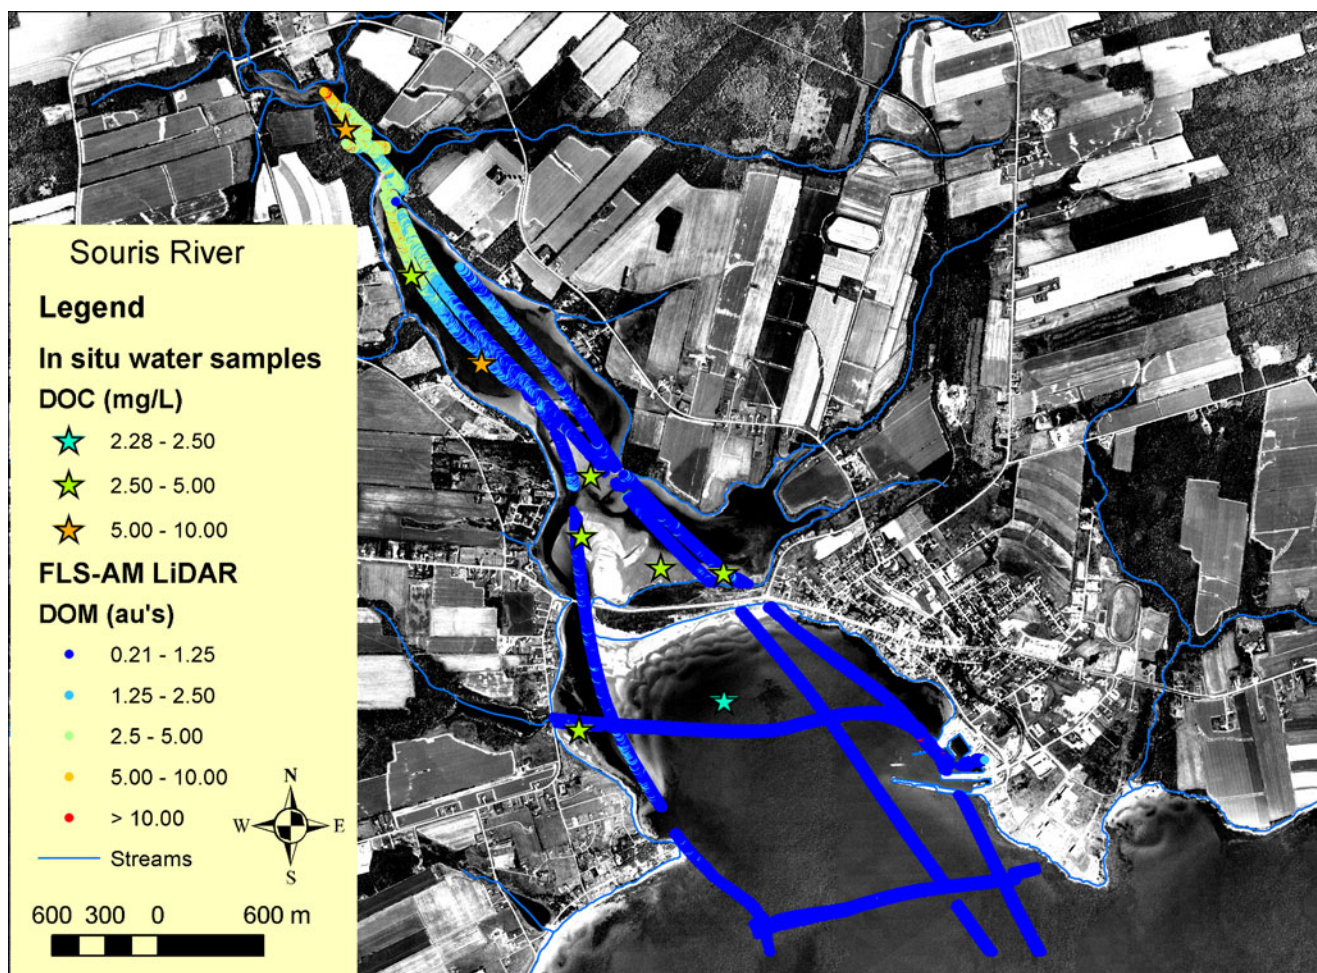 Souris River
Legend
In situ water samples
DOC (mg/L)
2.28 - 2.50
2.50 - 5.00
5.00 - 10.00
FLS-AM LiDAR
DOM (au's)
0.21 - 1.25
1.25 - 2.50
2.5 - 5.00
5.00 - 10.00
> 10.00
Streams
N
W E
S
600 300 0 600 m